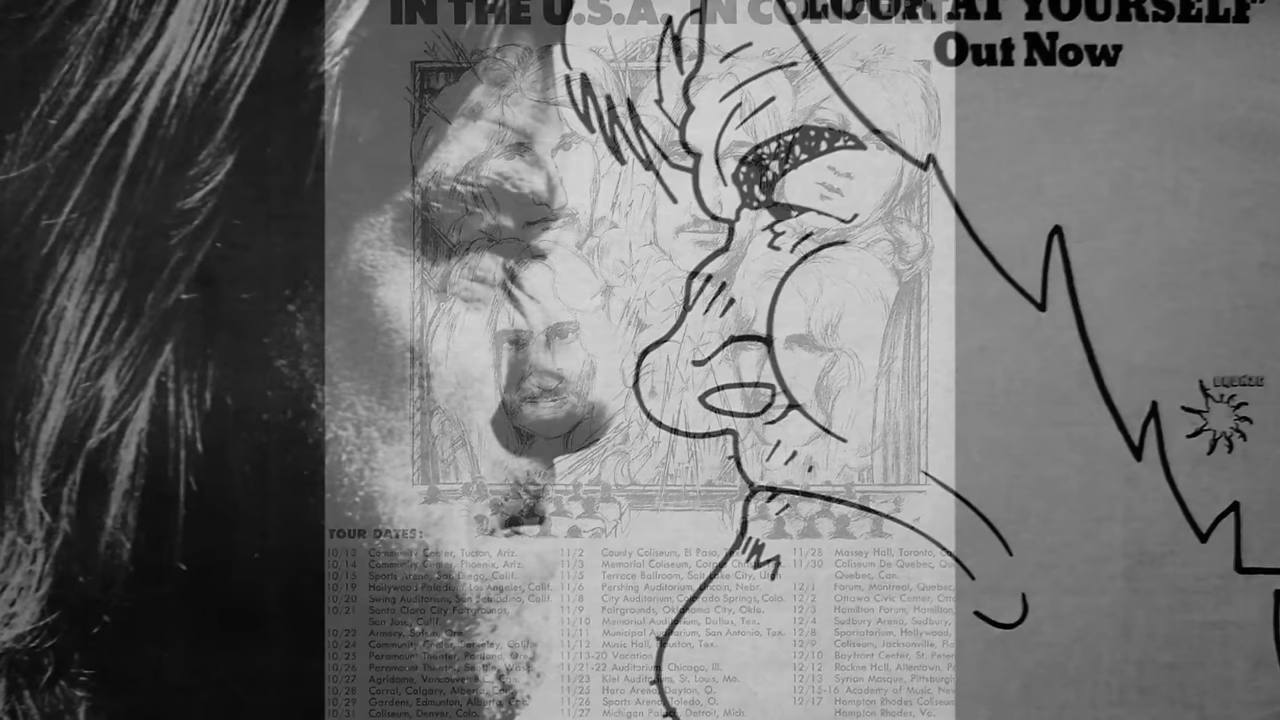 IN THE U.S.A. IN CONCERT
"LOOK AT YOURSELF"
Out Now
BRONZE
TOUR DATES:
10/13 Community Center, Tucson, Ariz.
10/14 Community Center, Phoenix, Ariz.
10/15 Sports Arena, San Diego, Calif.
10/19 Hollywood Paladium, Los Angeles, Calif.
10/20 Swing Auditorium, San Bernadino, Calif.
10/21 Santa Clara City Fairgrounds,
San Jose, Calif.
10/22 Armory, Salem, Ore.
10/24 Community Center, Berkeley, Calif.
10/25 Paramount Theater, Portland, Ore.
10/26 Paramount Theater, Seattle, Wash.
10/27 Agridome, Vancouver
10/28 Corral, Calgary, Alberta, Can.
10/29 Gardens, Edmunton, Alberta, Can.
10/31 Coliseum, Denver, Colo.
11/2 County Coliseum, El Paso, Tex.
11/3 Memorial Coliseum, Corpus Christi,
11/5 Terrace Ballroom, Salt Lake City, Utah
11/6 Pershing Auditorium, Lincoln, Nebr.
11/8 City Auditorium, Colorado Springs, Colo.
11/9 Fairgrounds, Oklahoma City, Okla.
11/10 Memorial Auditorium, Dallas, Tex.
11/11 Municipal Auditorium, San Antonio, Tex.
11/12 Music Hall, Houston, Tex.
11/13-20 Vacation
11/21-22 Auditorium, Chicago, Ill.
11/23 Kiel Auditorium, St. Louis, Mo.
11/25 Hara Arena, Dayton, O.
11/26 Sports Arena, Toledo, O.
11/27 Michigan Palace, Detroit, Mich.
11/28 Massey Hall, Toronto,
11/30 Coliseum De Quebec,
Quebec, Can.
12/1 Forum, Montreal, Quebec,
12/2 Ottawa Civic Center,
12/3 Hamilton Forum, Hamilton,
12/4 Sudbury Arena, Sudbury,
12/8 Sportatorium, Hollywood,
12/9 Coliseum, Jacksonville, Fla
12/10 Bayfront Center, St. Peter
12/12 Rockne Hall, Allentown, Pa
12/13 Syrian Mosque, Pittsburgh
12/15-16 Academy of Music, New
12/17 Hampton Rhodes Coliseum
Hampton Rhodes, Va.